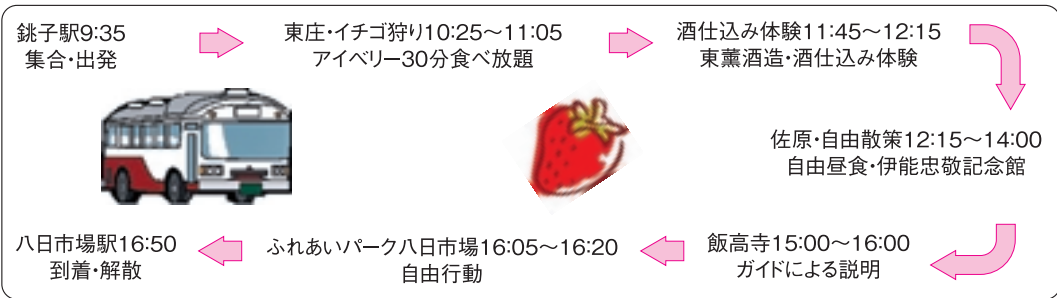 銚子駅9:35
集合・出発
東庄・イチゴ狩り10:25〜11:05
アイベリー30分食べ放題
酒仕込み体験11:45〜12:15
東薫酒造・酒仕込み体験
佐原・自由散策12:15〜14:00
自由昼食・伊能忠敬記念館
飯高寺15:00〜16:00
ガイドによる説明
ふれあいパーク八日市場16:05〜16:20
自由行動
八日市場駅16:50
到着・解散